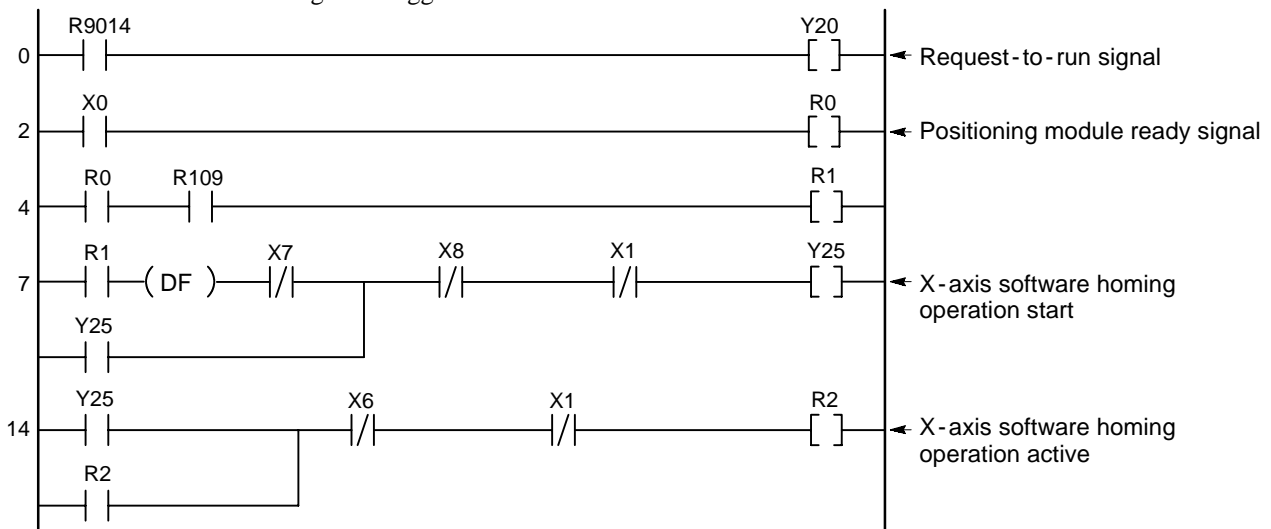 R9014 Y20
0 Request-to-run signal
X0 R0
2 Positioning module ready signal
R0 R109 R1
4
R1 X7 X8 X1 Y25
7 ( DF ) X-axis software homing
operation start
Y25
Y25 X6 X1 R2
14 X-axis software homing
operation active
R2